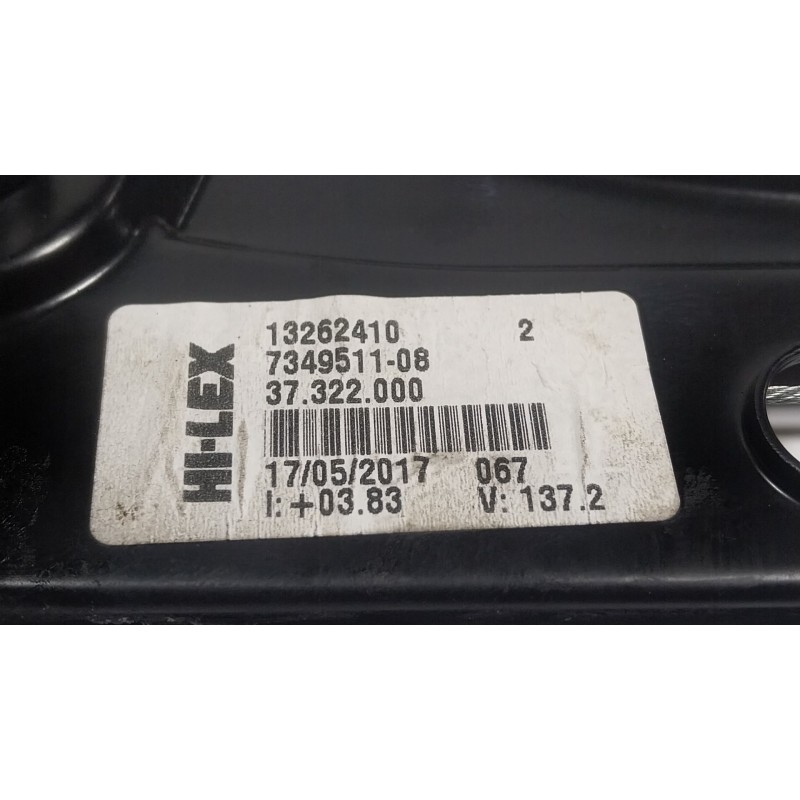 HI-LEX
13262410 2
7349511-08
37.322.000
17/05/2017 067
I: +03.83 V: 137.2